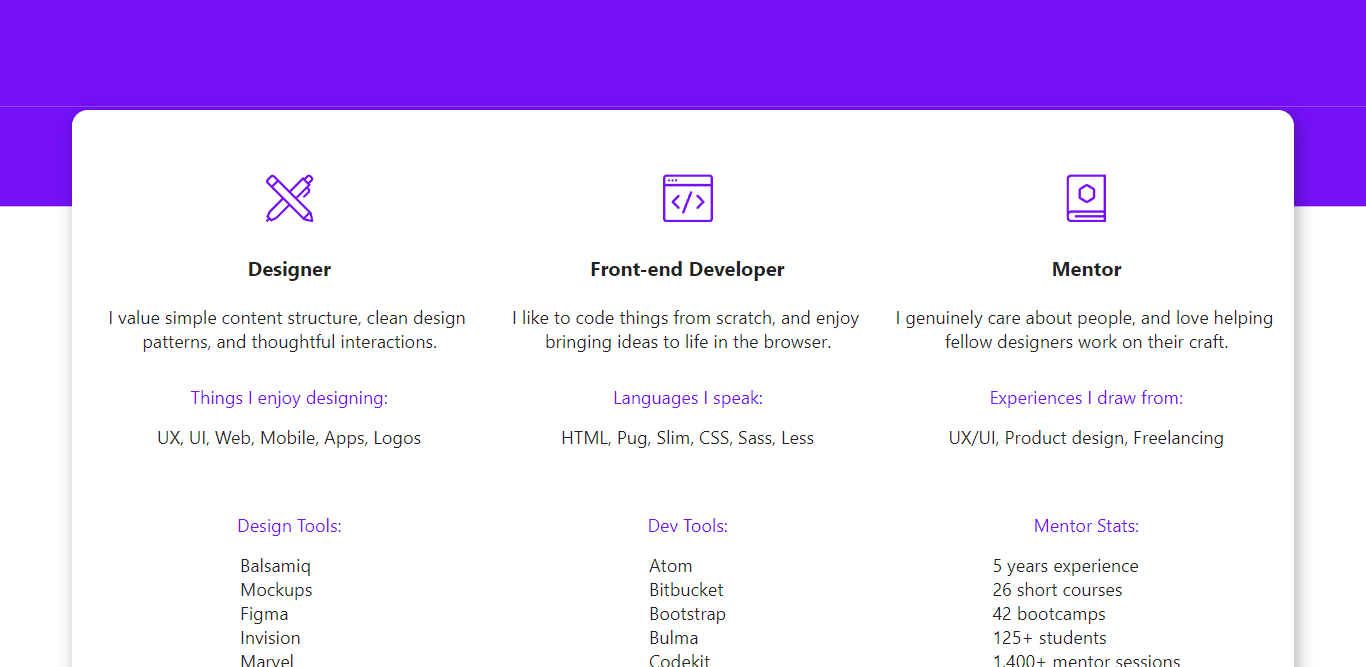 Designer
I value simple content structure, clean design
patterns, and thoughtful interactions.
Things I enjoy designing:
UX, UI, Web, Mobile, Apps, Logos
Design Tools:
Balsamiq
Mockups
Figma
Invision
Marvel
Front-end Developer
I like to code things from scratch, and enjoy
bringing ideas to life in the browser.
Languages I speak:
HTML, Pug, Slim, CSS, Sass, Less
Dev Tools:
Atom
Bitbucket
Bootstrap
Bulma
Codekit
Mentor
I genuinely care about people, and love helping
fellow designers work on their craft.
Experiences I draw from:
UX/UI, Product design, Freelancing
Mentor Stats:
5 years experience
26 short courses
42 bootcamps
125+ students
1,400+ mentor sessions